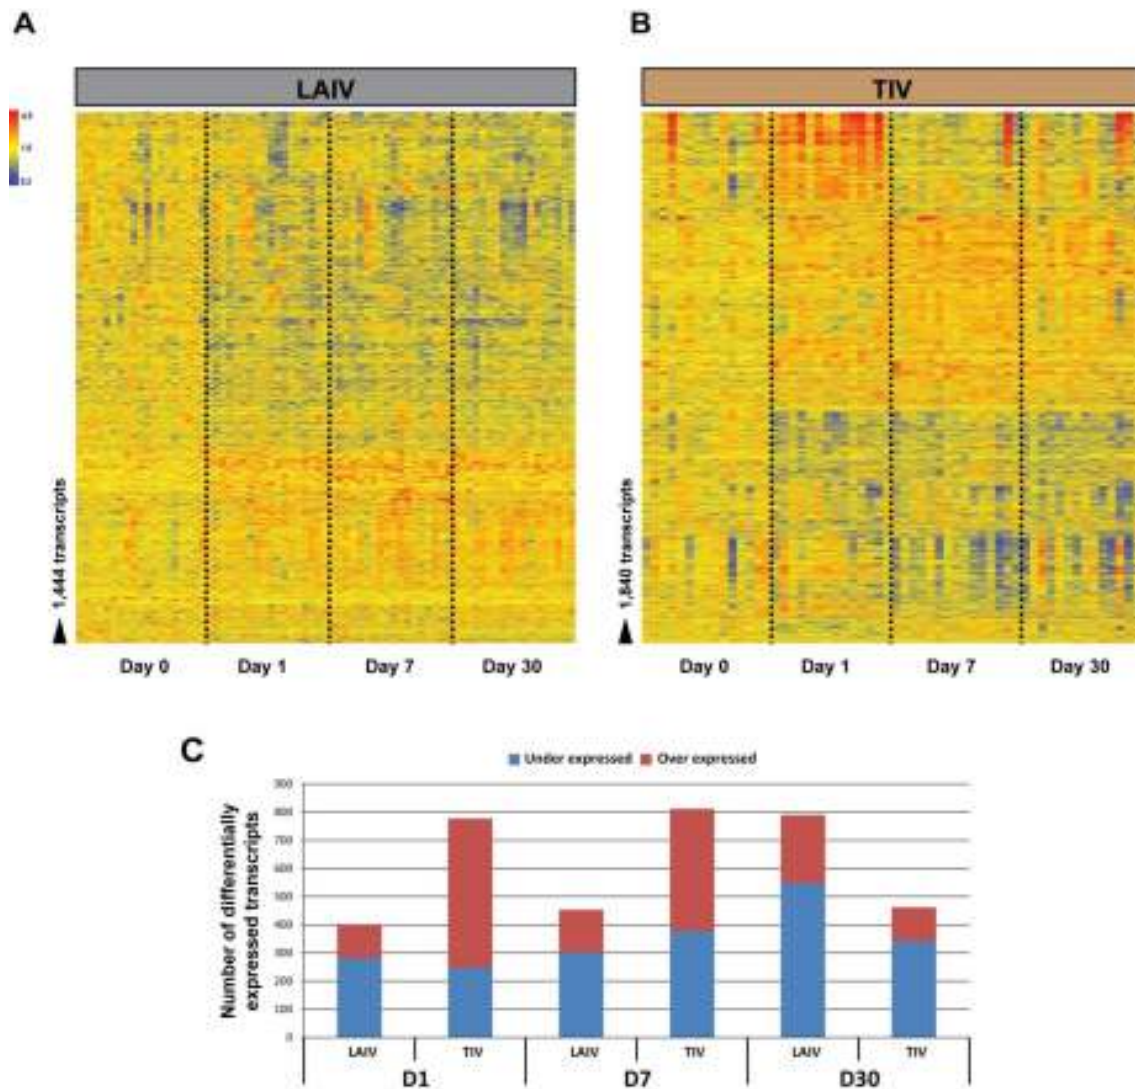 A
B
LAIV
TIV
1,444 transcripts
1,840 transcripts
Day 0 Day 1 Day 7 Day 30
Day 0 Day 1 Day 7 Day 30
C
Under expressed Over expressed
Number of differentially
expressed transcripts
900
800
700
600
500
400
300
200
100
0
LAIV TIV LAIV TIV LAIV TIV
D1 D7 D30